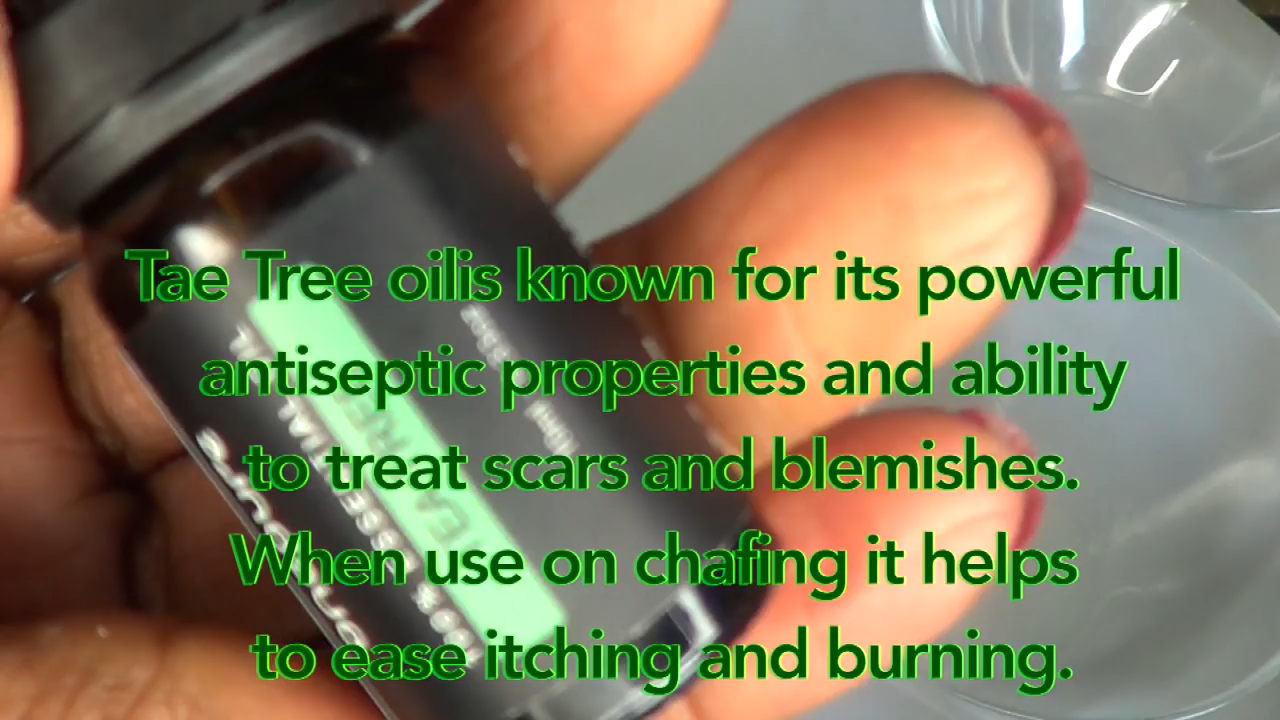 Tae Tree oilis known for its powerful
antiseptic properties and ability
to treat scars and blemishes.
When use on chafing it helps
to ease itching and burning.